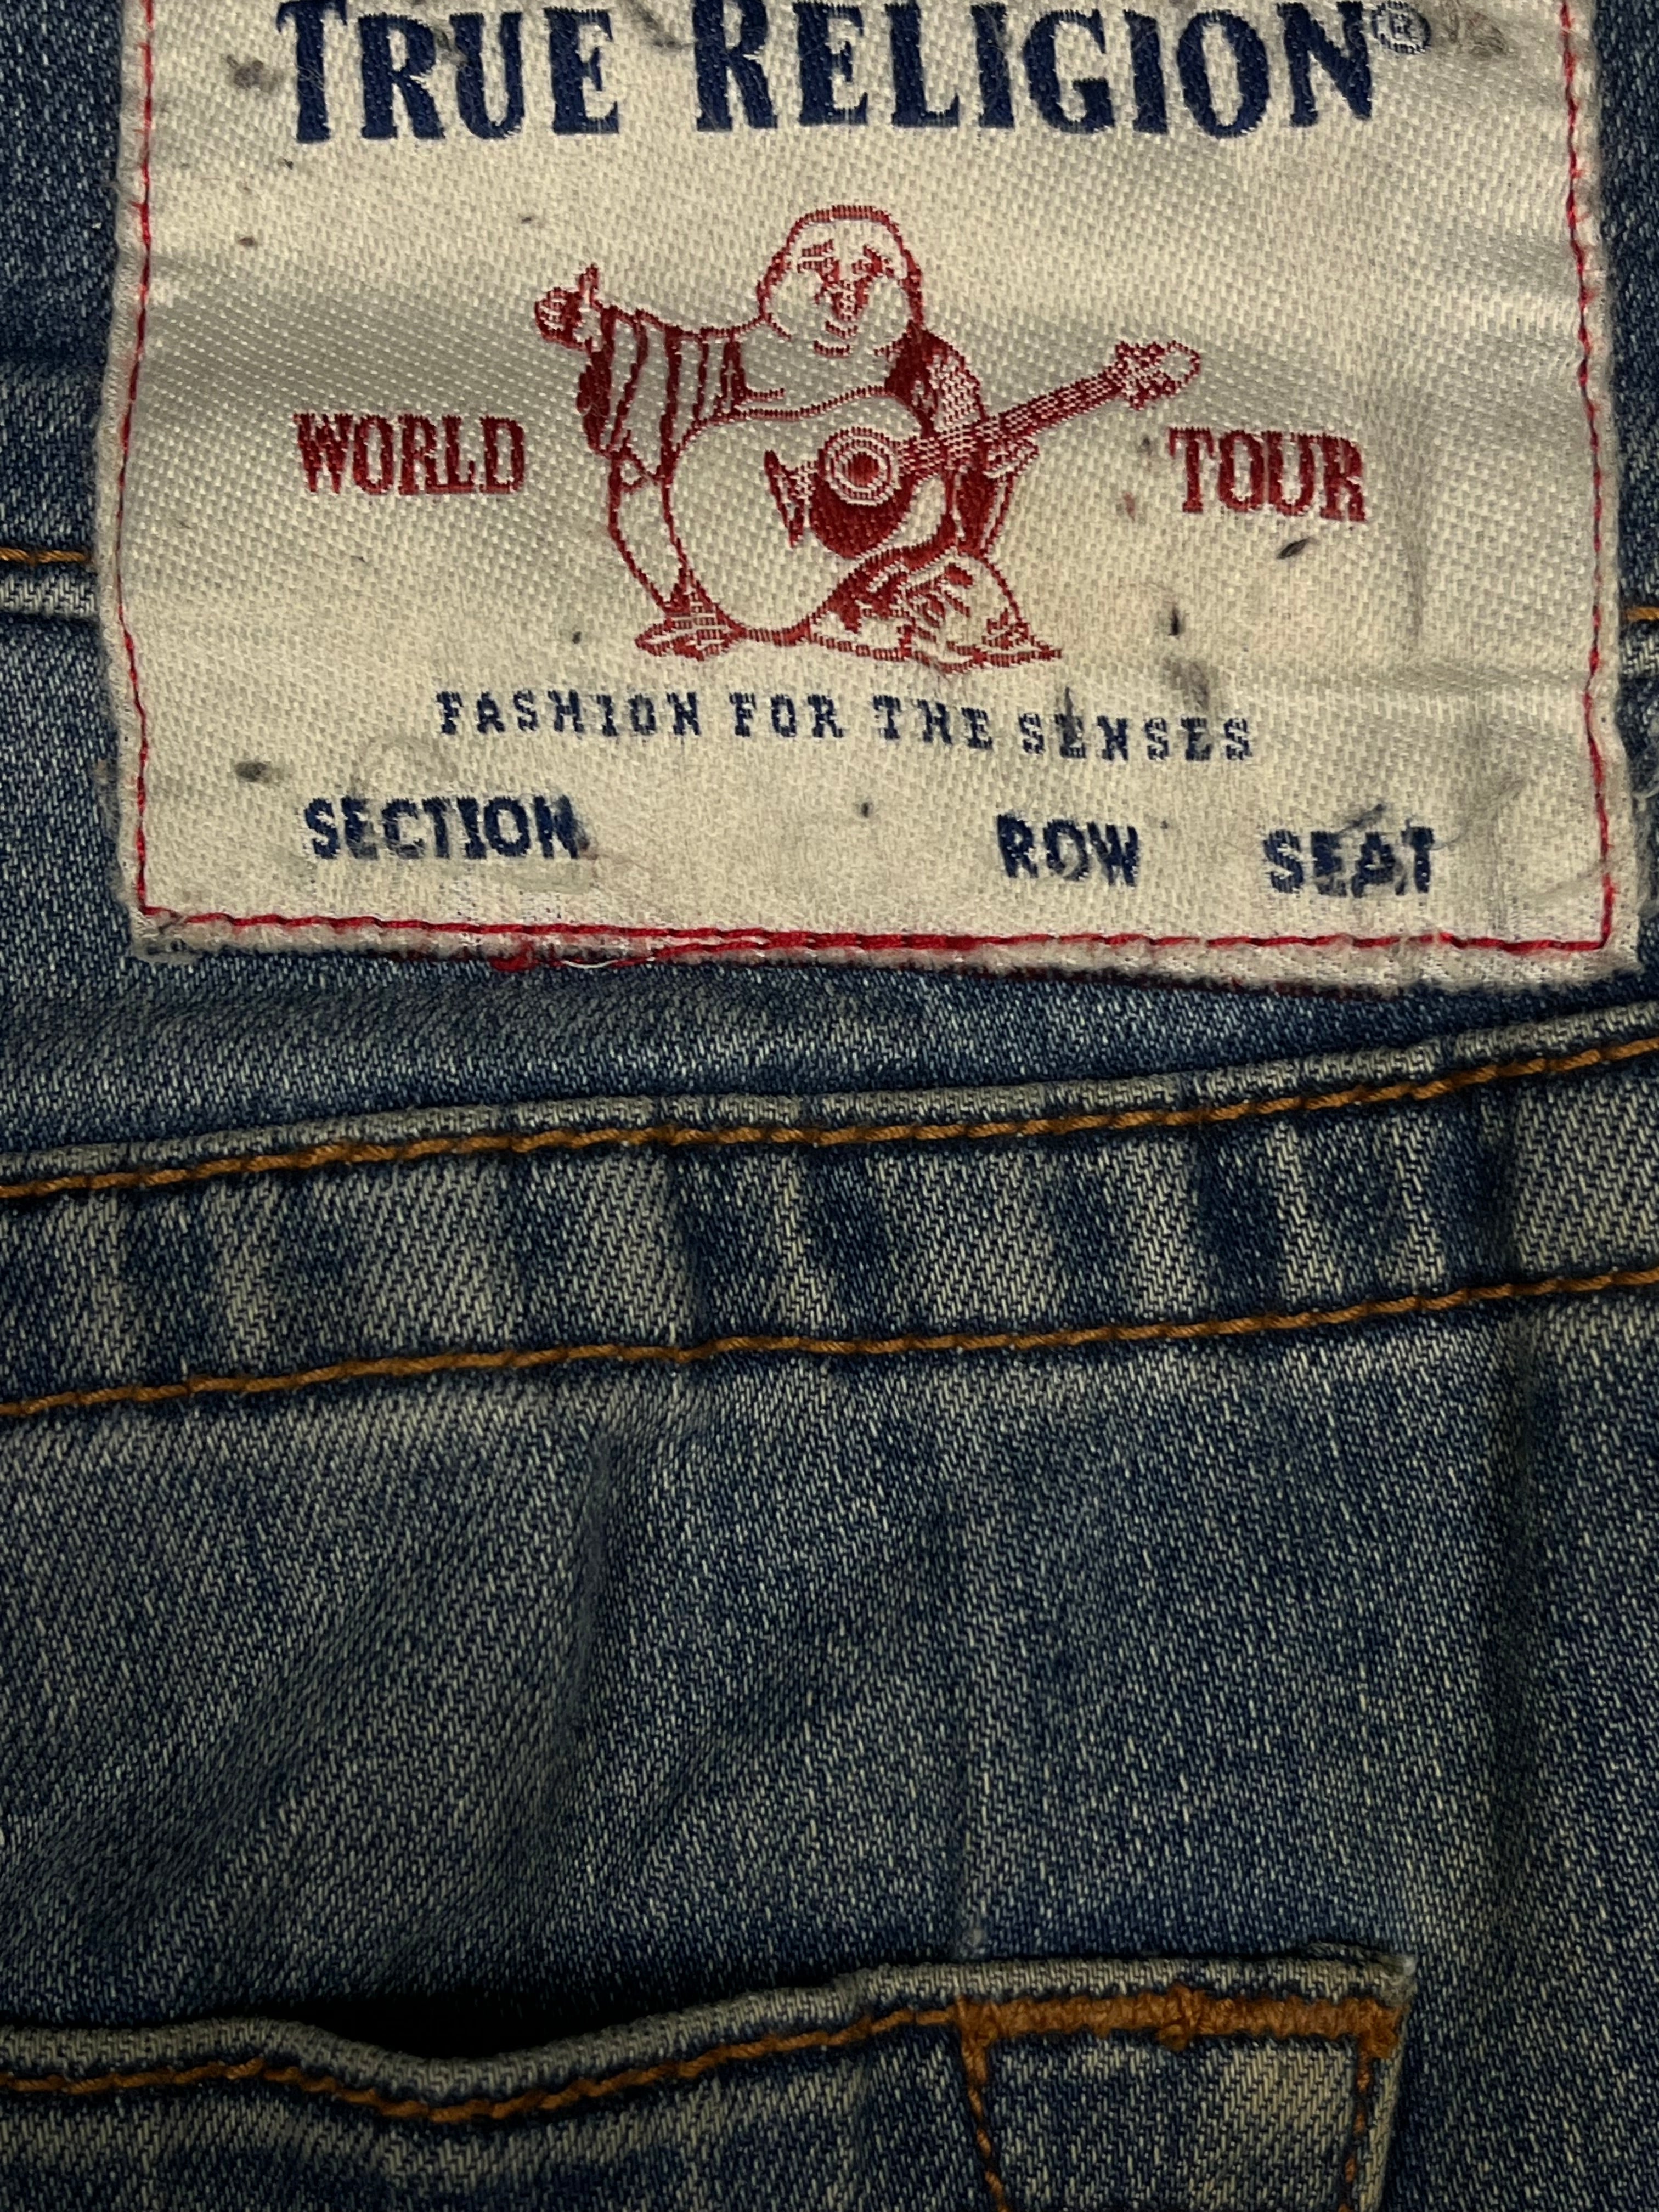 TRUE RELIGION®
WORLD TOUR
FASHION FOR THE SENSES
SECTION ROW SEAT